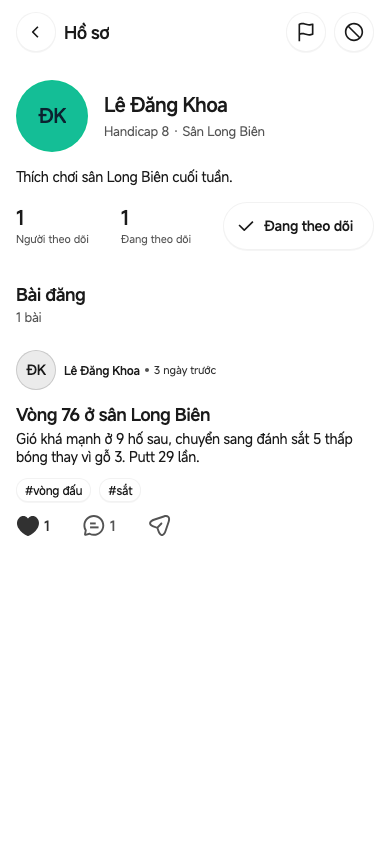 Hồ sơ
ĐK
Lê Đăng Khoa
Handicap 8 · Sân Long Biên
Thích chơi sân Long Biên cuối tuần.
1
Người theo dõi
1
Đang theo dõi
Đang theo dõi
Bài đăng
1 bài
ĐK
Lê Đăng Khoa • 3 ngày trước
Vòng 76 ở sân Long Biên
Gió khá mạnh ở 9 hố sau, chuyển sang đánh sắt 5 thấp
bóng thay vì gỗ 3. Putt 29 lần.
#vòng đấu #sắt
1 1